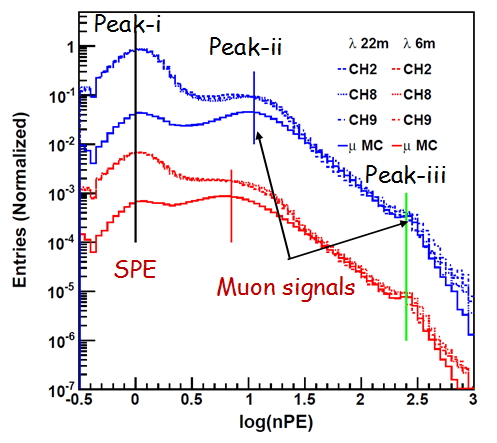 Peak-i
Peak-ii
λ 22m λ 6m
CH2 CH2
CH8 CH8
CH9 CH9
μ MC μ MC
Peak-iii
SPE
Muon signals
Entries (Normalized)
1
10-1
10-2
10-3
10-4
10-5
10-6
10-7
-0.5 0 0.5 1 1.5 2 2.5 3
log(nPE)